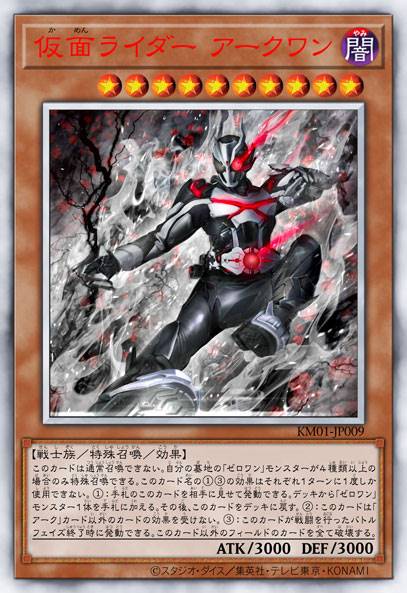 仮面ライダー アークワン 闇
KM01-JP009
【戦士族／特殊召喚／効果】
このカードは通常召喚できない。自分の墓地の「ゼロワン」モンスターが4種類以上の
場合のみ特殊召喚できる。このカード名の①③の効果はそれぞれ1ターンに1度しか
使用できない。①：手札のこのカードを相手に見せて発動できる。デッキから「ゼロワン」
モンスター1体を手札に加える。その後、このカードをデッキに戻す。②：このカードは「
アーク」カード以外のカードの効果を受けない。③：このカードが戦闘を行ったバトル
フェイズ終了時に発動できる。このカード以外のフィールドのカードを全て破壊する。
ATK/3000 DEF/3000
©スタジオ・ダイス／集英社・テレビ東京・KONAMI